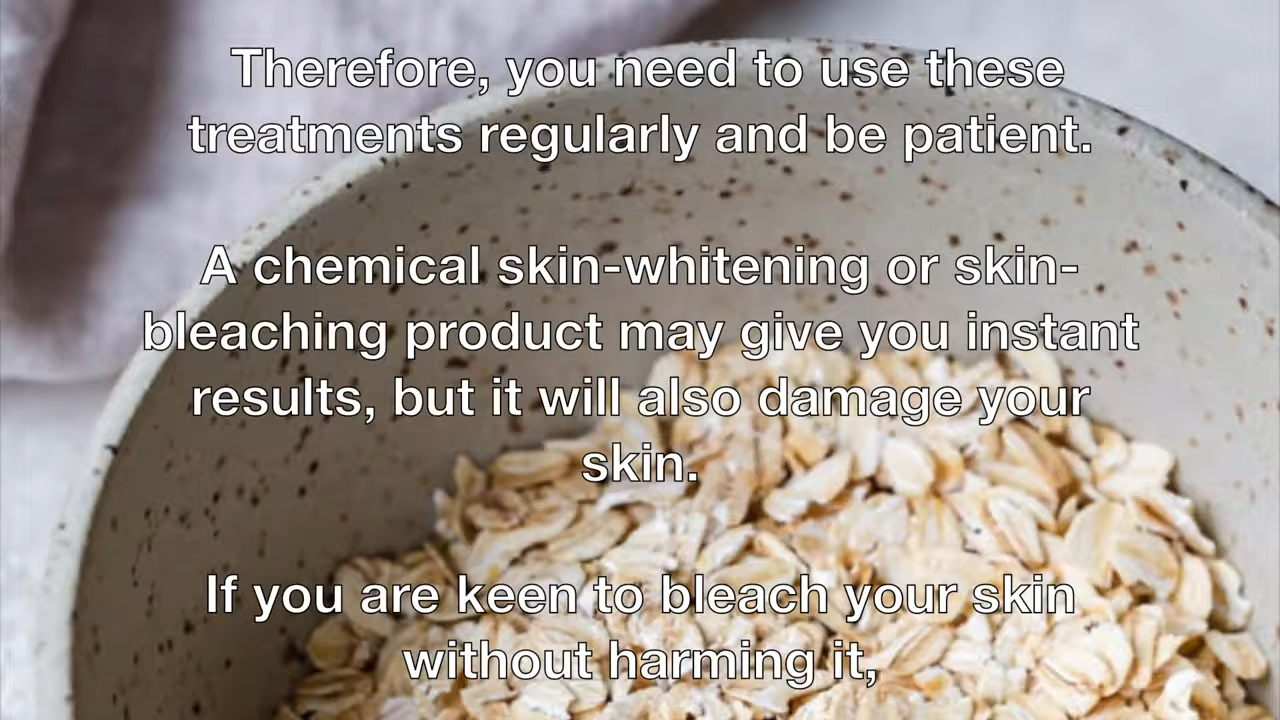 Therefore, you need to use these
treatments regularly and be patient.
A chemical skin-whitening or skin-
bleaching product may give you instant
results, but it will also damage your
skin.
If you are keen to bleach your skin
without harming it,